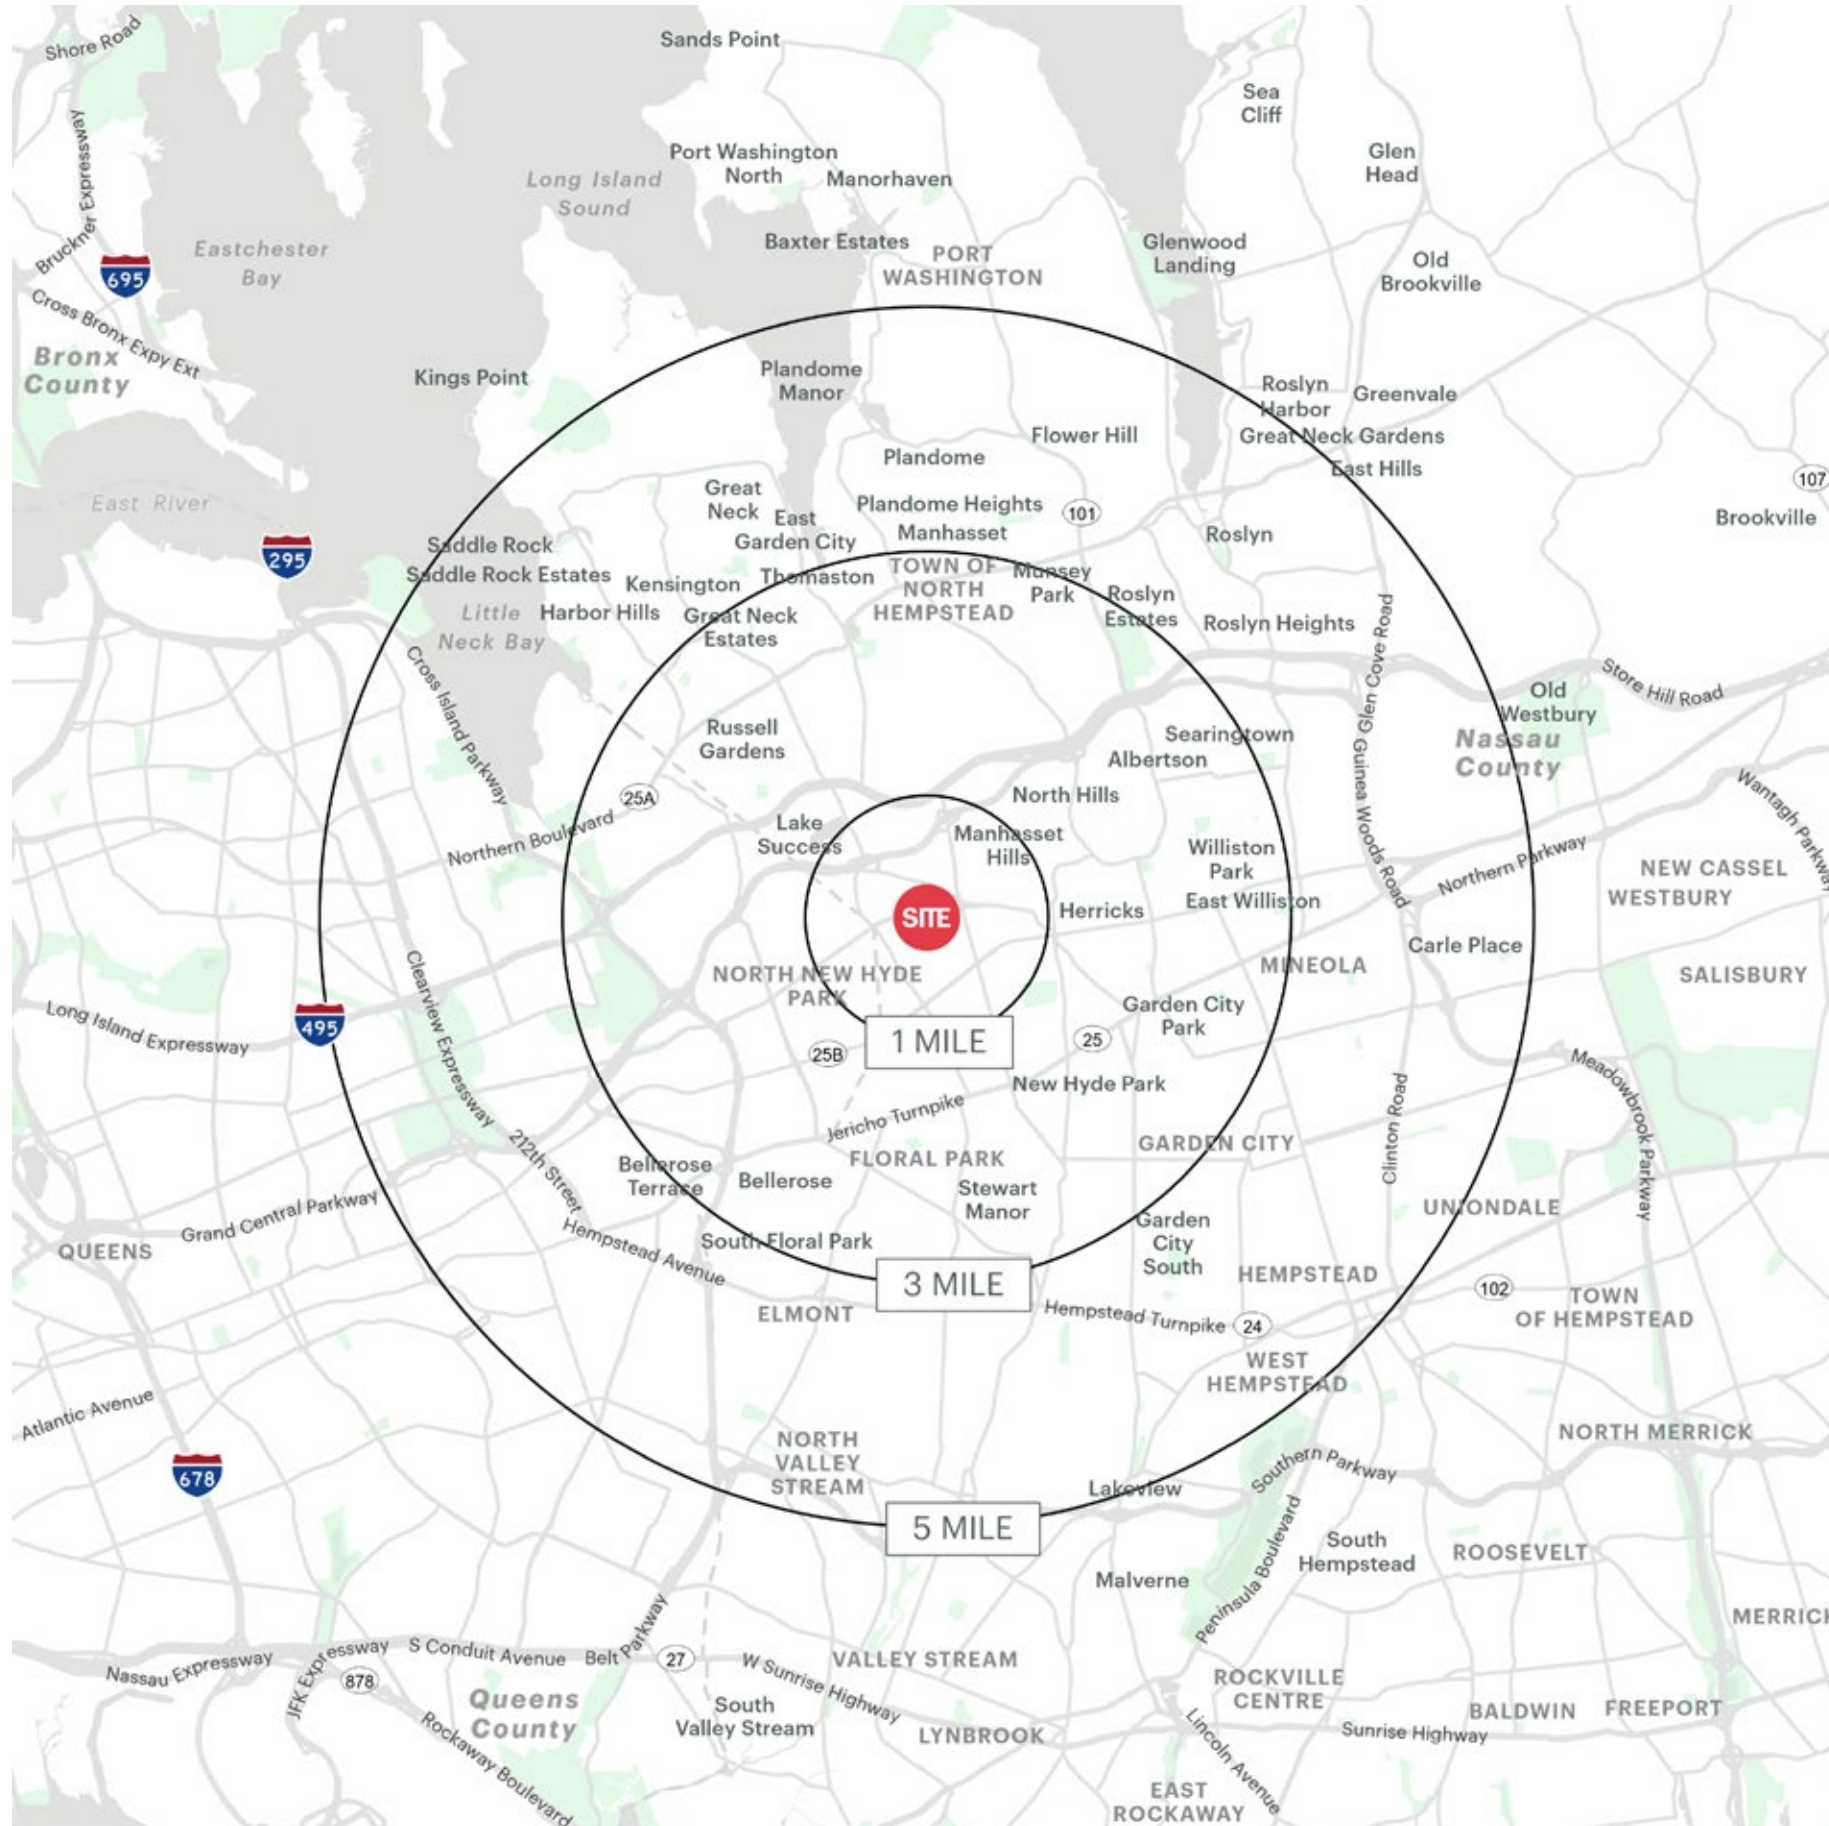 Shore Road
Sands Point
Sea
Cliff
Port Washington
North
Manorhaven
Glen
Head
Long Island
Sound
Bruckner Expressway
Eastchester
Bay
Baxter Estates
PORT
WASHINGTON
Glenwood
Landing
Old
Brookville
695
Cross Bronx Expy Ext
Bronx
County
Kings Point
Plandome
Manor
Roslyn
Harbor
Greenvale
Flower Hill
Great Neck Gardens
Plandome
East Hills
107
East River
Great
Neck
East
Garden City
Plandome Heights
Manhasset
101
Roslyn
Brookville
295
Saddle Rock
Saddle Rock Estates
Kensington
Thomaston
TOWN OF
NORTH
HEMPSTEAD
Munsey
Park
Roslyn
Estates
Little
Neck Bay
Harbor Hills
Great Neck
Estates
Roslyn Heights
Glen Cove Road
Cross Island Parkway
Store Hill Road
Old
Westbury
Russell
Gardens
Searingtown
Albertson
Nassau
County
Guinea Woods Road
25A
North Hills
Wantagh Parkway
Northern Boulevard
Lake
Success
Manhasset
Hills
Williston
Park
Northern Parkway
NEW CASSEL
WESTBURY
East Williston
SITE
Herricks
Carle Place
NORTH NEW HYDE
PARK
MINEOLA
SALISBURY
Clearview Expressway
495
Long Island Expressway
Garden City
Park
1 MILE
25B
25
Meadowbrook Parkway
New Hyde Park
Jericho Turnpike
Clinton Road
GARDEN CITY
212th Street
FLORAL PARK
Bellerose
Terrace
Bellerose
Stewart
Manor
UNIONDALE
Grand Central Parkway
QUEENS
Hempstead Avenue
South Floral Park
Garden
City
South
HEMPSTEAD
3 MILE
102
TOWN
OF HEMPSTEAD
ELMONT
Hempstead Turnpike
24
WEST
HEMPSTEAD
Atlantic Avenue
NORTH
VALLEY
STREAM
NORTH MERRICK
678
Southern Parkway
Lakeview
5 MILE
Peninsula Boulevard
South
Hempstead
ROOSEVELT
Malverne
MERRICK
Nassau Expressway
JFK Expressway
S Conduit Avenue
Belt Parkway
27
W Sunrise Highway
VALLEY STREAM
878
ROCKVILLE
CENTRE
Queens
County
South
Valley Stream
LYNBROOK
BALDWIN
FREEPORT
Sunrise Highway
Rockaway Boulevard
Lincoln Avenue
EAST
ROCKAWAY